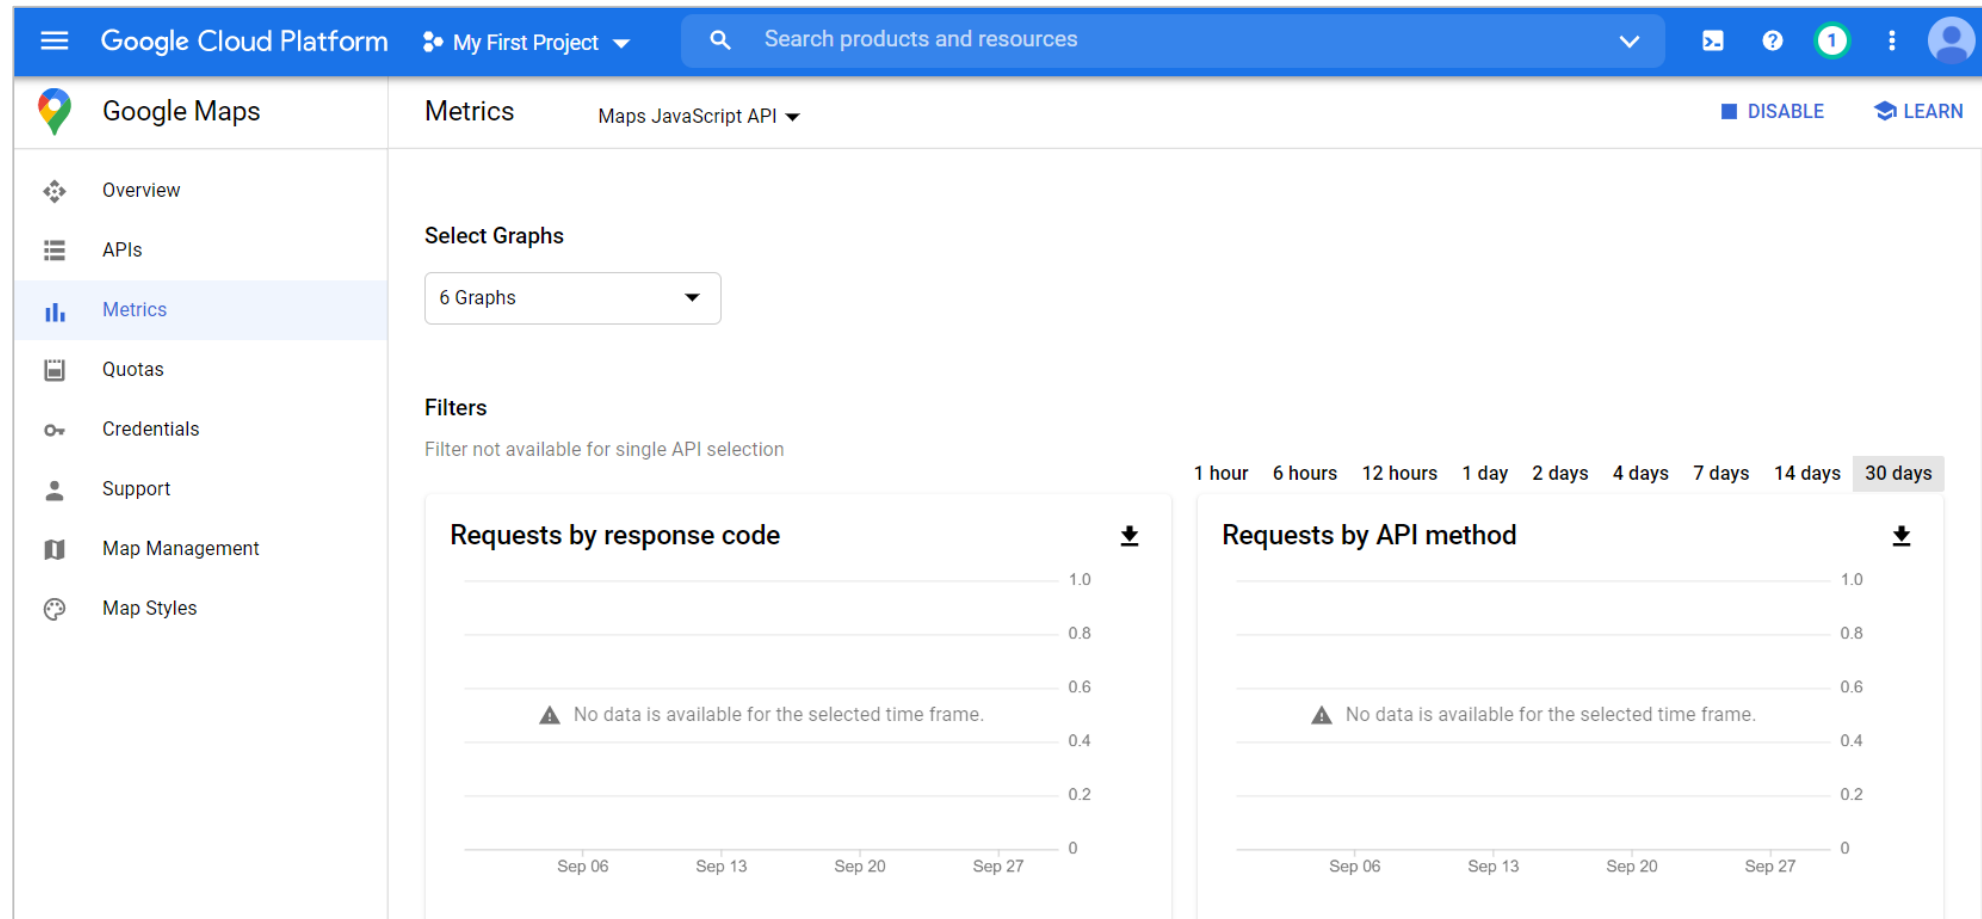 Google Cloud Platform My First Project Search products and resources 1
Google Maps Metrics Maps JavaScript API DISABLE LEARN
Overview
APIs
Metrics
Quotas
Credentials
Support
Map Management
Map Styles
Select Graphs
6 Graphs
Filters
Filter not available for single API selection
1 hour 6 hours 12 hours 1 day 2 days 4 days 7 days 14 days 30 days
Requests by response code
1.0
0.8
0.6
No data is available for the selected time frame.
0.4
0.2
0
Sep 06 Sep 13 Sep 20 Sep 27
Requests by API method
1.0
0.8
0.6
No data is available for the selected time frame.
0.4
0.2
0
Sep 06 Sep 13 Sep 20 Sep 27